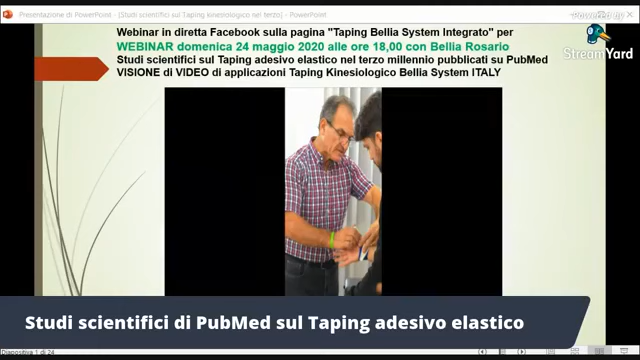 Presentazione di PowerPoint - [Studi scientifici sul Taping kinesiologico nel terzo] - PowerPoint
Powered By
StreamYard
Webinar in diretta Facebook sulla pagina "Taping Bellia System Integrato" per
WEBINAR domenica 24 maggio 2020 alle ore 18,00 con Bellia Rosario
Studi scientifici sul Taping adesivo elastico nel terzo millennio pubblicati su PubMed
VISIONE di VIDEO di applicazioni Taping Kinesiologico Bellia System ITALY
Studi scientifici di PubMed sul Taping adesivo elastico
Diapositiva 1 di 24